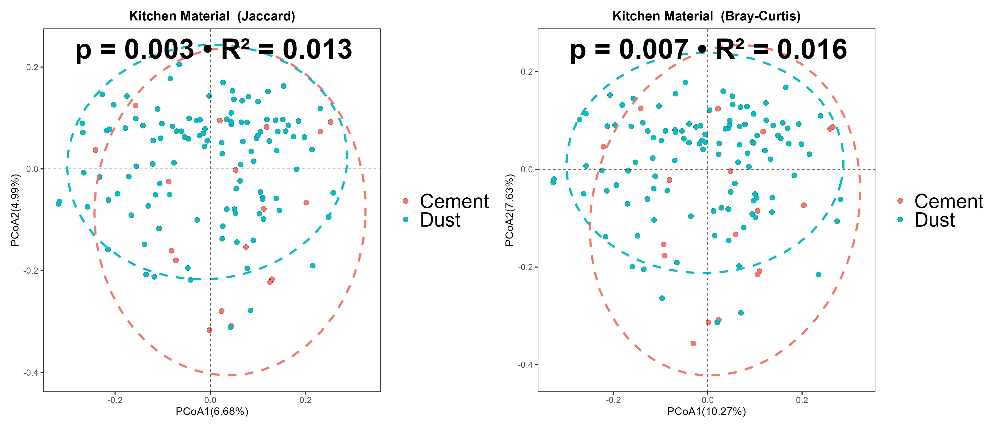 Kitchen Material  (Jaccard)
p = 0.003 • R² = 0.013
0.2
0.0
-0.2
-0.4
PCoA2(4.99%)
-0.2
0.0
0.2
PCoA1(6.68%)
Cement
Dust
Kitchen Material  (Bray-Curtis)
p = 0.007 • R² = 0.016
0.2
0.0
-0.2
-0.4
PCoA2(7.63%)
-0.2
0.0
0.2
PCoA1(10.27%)
Cement
Dust